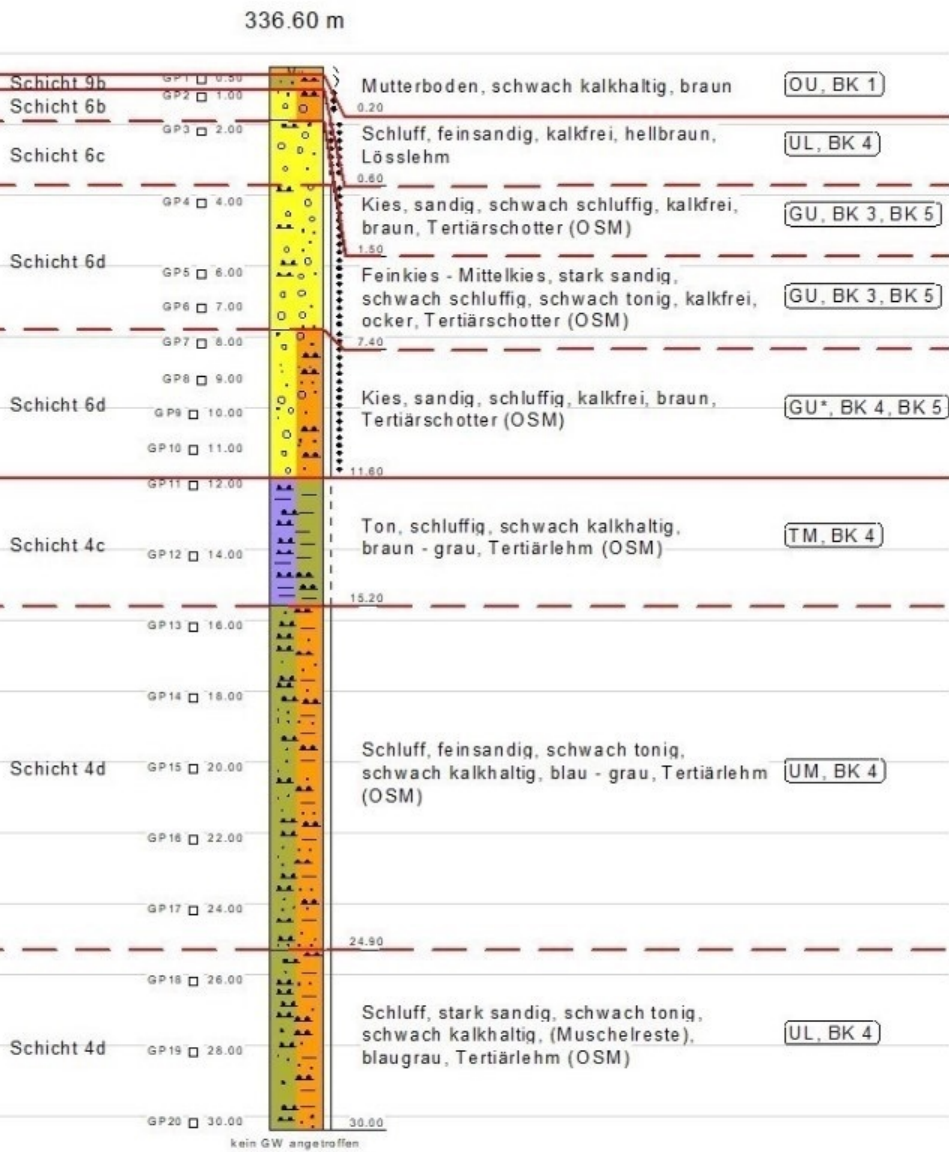 336.60 m
Schicht 9b
GP1 0.50
Mutterboden, schwach kalkhaltig, braun
OU, BK 1
Schicht 6b
GP2 1.00
0.20
Schicht 6c
GP3 2.00
Schluff, feinsandig, kalkfrei, hellbraun,
Lösslehm
UL, BK 4
0.60
GP4 4.00
Kies, sandig, schwach schluffig, kalkfrei,
braun, Tertiärschotter (OSM)
GU, BK 3, BK 5
1.50
Schicht 6d
GP5 6.00
GP6 7.00
Feinkies - Mittelkies, stark sandig,
schwach schluffig, schwach tonig, kalkfrei,
ocker, Tertiärschotter (OSM)
GU, BK 3, BK 5
7.40
GP7 8.00
GP8 9.00
Schicht 6d
GP9 10.00
GP10 11.00
Kies, sandig, schluffig, kalkfrei, braun,
Tertiärschotter (OSM)
GU*, BK 4, BK 5
11.60
GP11 12.00
Schicht 4c
GP12 14.00
Ton, schluffig, schwach kalkhaltig,
braun - grau, Tertiärlehm (OSM)
TM, BK 4
15.20
GP13 16.00
GP14 18.00
Schicht 4d
GP15 20.00
GP16 22.00
GP17 24.00
Schluff, feinsandig, schwach tonig,
schwach kalkhaltig, blau - grau, Tertiärlehm
(OSM)
UM, BK 4
24.90
GP18 26.00
Schicht 4d
GP19 28.00
GP20 30.00
Schluff, stark sandig, schwach tonig,
schwach kalkhaltig, (Muschelreste),
blaugrau, Tertiärlehm (OSM)
UL, BK 4
30.00
kein GW angetroffen